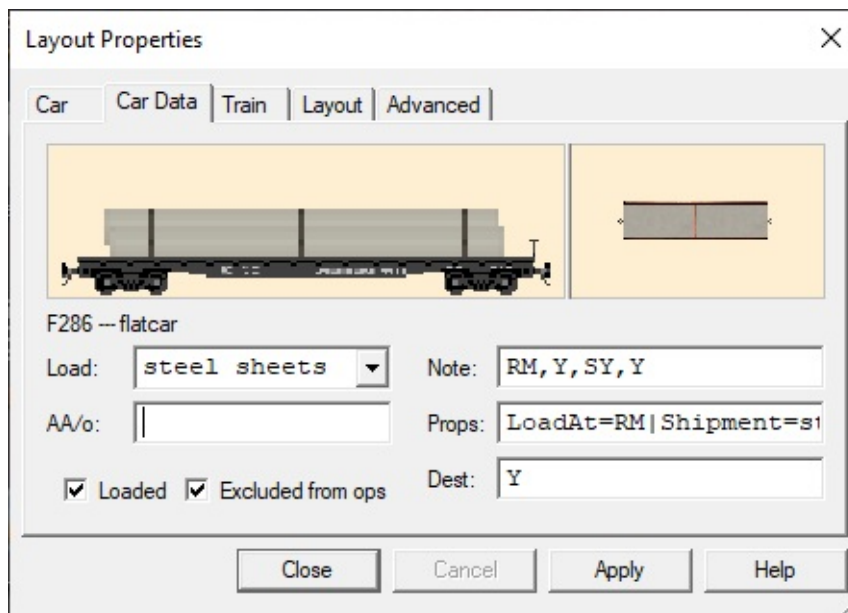 Layout Properties
Car Car Data Train Layout Advanced
F286 --- flatcar
Load: steel sheets Note: RM,Y,SY,Y
AA/o: Props: LoadAt=RM|Shipment=st
Loaded Excluded from ops Dest: Y
Close Cancel Apply Help